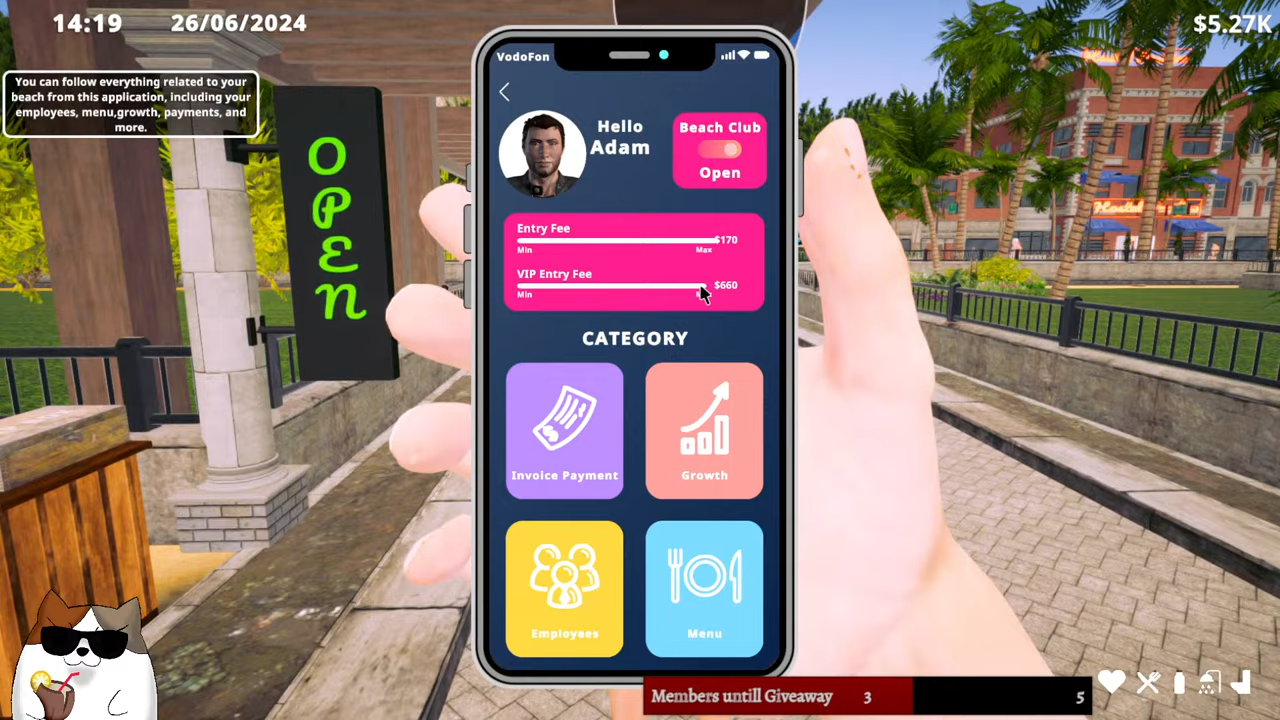 14:19
26/06/2024
$5.27K
You can follow everything related to your
beach from this application, including your
employees, menu,growth, payments, and
more.
OPEN
VodoFon
Hello
Adam
Beach Club
Open
Entry Fee
$170
Min
Max
VIP Entry Fee
$660
Min
CATEGORY
Invoice Payment
Growth
Employees
Menu
Hostel
Members untill Giveaway
3
5